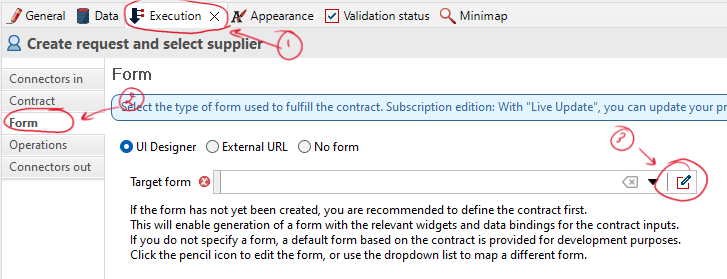 General Data Execution Appearance Validation status Minimap
1
Create request and select supplier
Connectors in
Contract
Form
Operations
Connectors out
2
Form
Select the type of form used to fulfill the contract. Subscription edition: With "Live Update", you can update your pr
UI Designer External URL No form
3
Target form
If the form has not yet been created, you are recommended to define the contract first.
This will enable generation of a form with the relevant widgets and data bindings for the contract inputs.
If you do not specify a form, a default form based on the contract is provided for development purposes.
Click the pencil icon to edit the form, or use the dropdown list to map a different form.